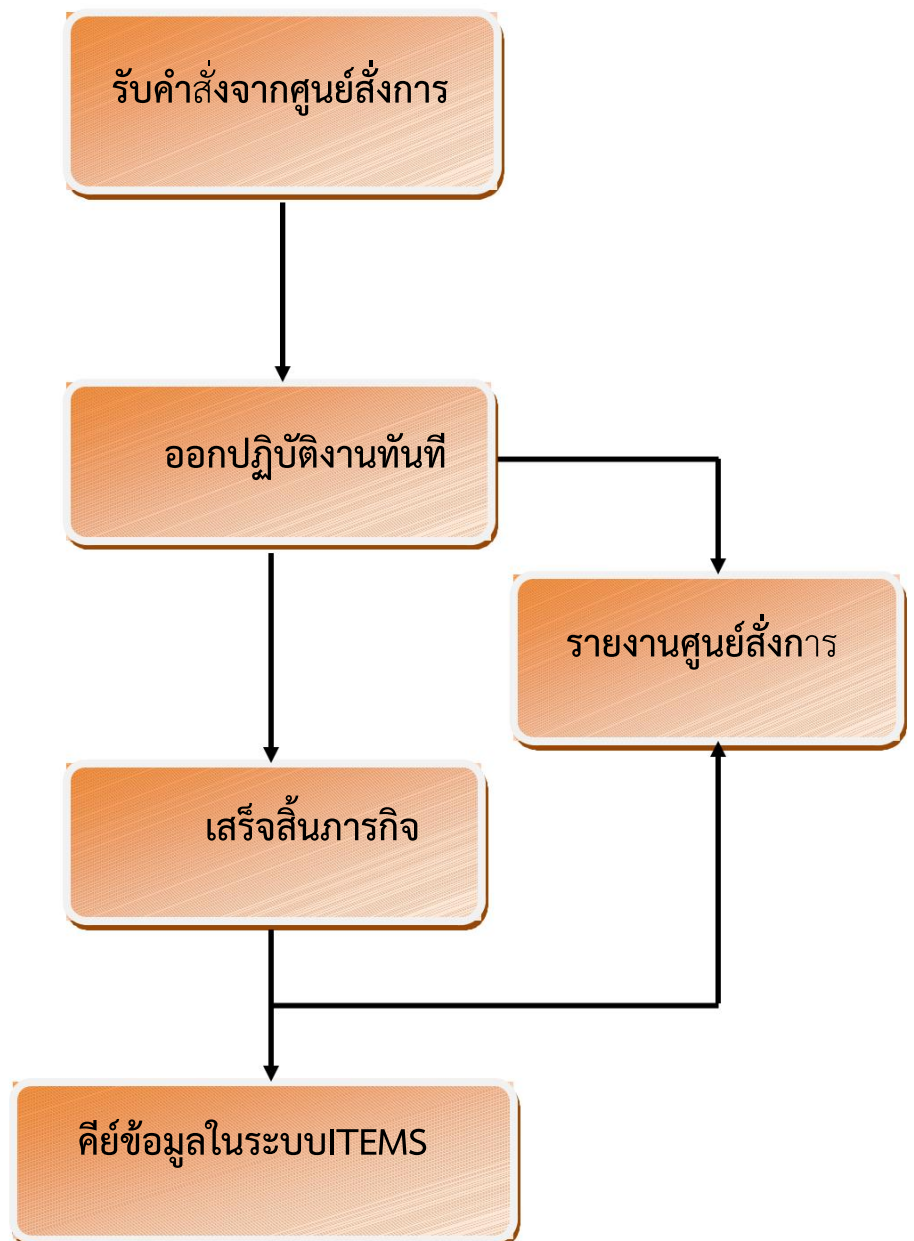 รับคำสั่งจากศูนย์สั่งการ
ออกปฏิบัติงานทันที
รายงานศูนย์สั่งการ
เสร็จสิ้นภารกิจ
คีย์ข้อมูลในระบบITEMS